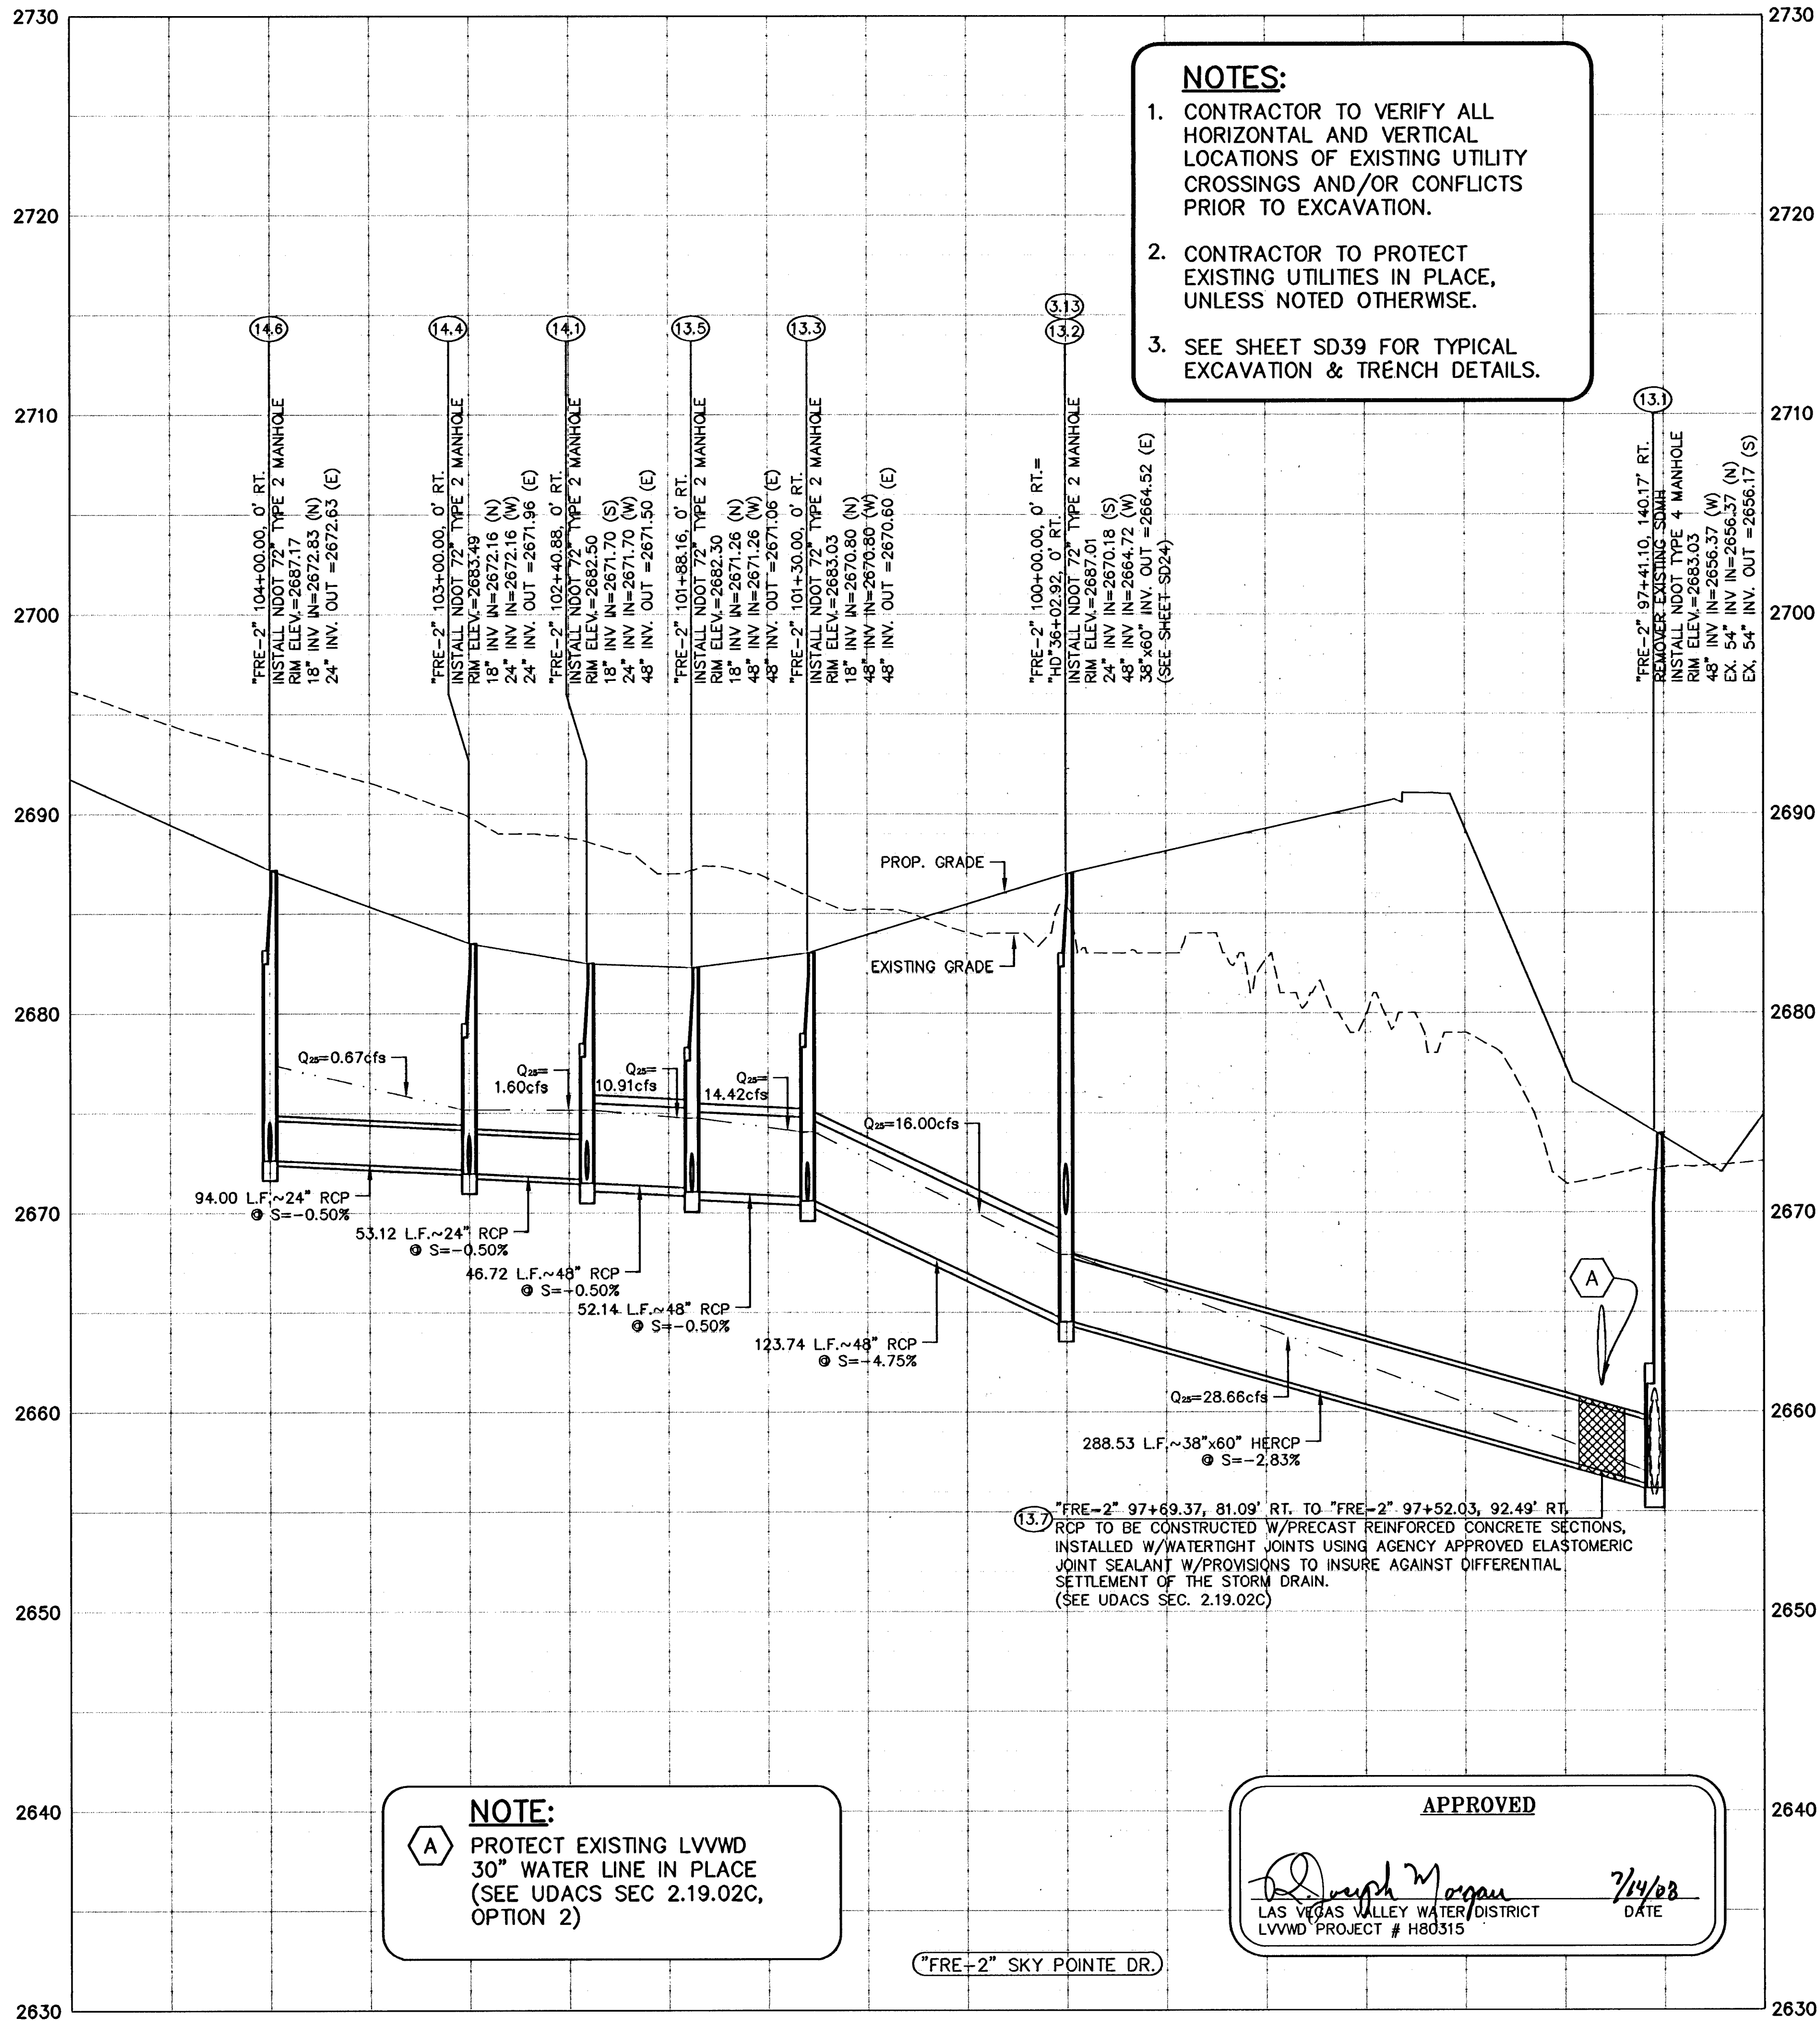 2730
2730
NOTES:
1. CONTRACTOR TO VERIFY ALL
HORIZONTAL AND VERTICAL
LOCATIONS OF EXISTING UTILITY
CROSSINGS AND/OR CONFLICTS
PRIOR TO EXCAVATION.
2. CONTRACTOR TO PROTECT
EXISTING UTILITIES IN PLACE,
UNLESS NOTED OTHERWISE.
3. SEE SHEET SD39 FOR TYPICAL
EXCAVATION & TRENCH DETAILS.
2720
2720
14.6
14.4
14.1
13.5
13.3
3.13
13.2
13.1
2710
2710
"FRE-2" 104+00.00, 0' RT.
INSTALL NDOT 72" TYPE 2 MANHOLE
RIM ELEV.=2687.17
18" INV IN=2672.83 (N)
24" INV. OUT =2672.63 (E)
"FRE-2" 103+00.00, 0' RT.
INSTALL NDOT 72" TYPE 2 MANHOLE
RIM ELEV.=2683.49
18" INV IN=2672.16 (N)
24" INV IN=2672.16 (W)
24" INV. OUT =2671.96 (E)
"FRE-2" 102+40.88, 0' RT.
INSTALL NDOT 72" TYPE 2 MANHOLE
RIM ELEV.=2682.50
18" INV IN=2671.70 (S)
24" INV IN=2671.70 (W)
48" INV. OUT =2671.50 (E)
"FRE-2" 101+88.16, 0' RT.
INSTALL NDOT 72" TYPE 2 MANHOLE
RIM ELEV.=2682.30
18" INV IN=2671.26 (N)
48" INV IN=2671.26 (W)
48" INV. OUT =2671.06 (E)
"FRE-2" 101+30.00, 0' RT.
INSTALL NDOT 72" TYPE 2 MANHOLE
RIM ELEV.=2683.03
18" INV IN=2670.80 (N)
48" INV IN=2670.80 (W)
48" INV. OUT =2670.60 (E)
"FRE-2" 100+00.00, 0' RT.=
"HD"36+02.92, 0' RT.
INSTALL NDOT 72" TYPE 2 MANHOLE
RIM ELEV.=2687.01
24" INV IN=2670.18 (S)
48" INV IN=2664.72 (W)
38"x60" INV. OUT =2664.52 (E)
(SEE SHEET SD24)
"FRE-2" 97+41.10, 140.17' RT.
REMOVER EXISTING SDMH
INSTALL NDOT TYPE 4 MANHOLE
RIM ELEV.=2683.03
48" INV IN=2656.37 (W)
EX. 54" INV IN=2656.37 (N)
EX, 54" INV. OUT =2656.17 (S)
2700
2700
2690
2690
PROP. GRADE
EXISTING GRADE
2680
2680
Q25=0.67cfs
Q25=
1.60cfs
Q25=
10.91cfs
Q25=
14.42cfs
Q25=16.00cfs
2670
2670
94.00 L.F.~24" RCP
@ S=-0.50%
53.12 L.F.~24" RCP
@ S=-0.50%
46.72 L.F.~48" RCP
@ S=-0.50%
52.14 L.F.~48" RCP
@ S=-0.50%
123.74 L.F.~48" RCP
@ S=-4.75%
A
Q25=28.66cfs
2660
2660
288.53 L.F.~38"x60" HERCP
@ S=-2.83%
13.7 "FRE-2" 97+69.37, 81.09' RT. TO "FRE-2" 97+52.03, 92.49' RT.
RCP TO BE CONSTRUCTED W/PRECAST REINFORCED CONCRETE SECTIONS,
INSTALLED W/WATERTIGHT JOINTS USING AGENCY APPROVED ELASTOMERIC
JOINT SEALANT W/PROVISIONS TO INSURE AGAINST DIFFERENTIAL
SETTLEMENT OF THE STORM DRAIN.
(SEE UDACS SEC. 2.19.02C)
2650
2650
2640
2640
NOTE:
A PROTECT EXISTING LVVWD
30" WATER LINE IN PLACE
(SEE UDACS SEC 2.19.02C,
OPTION 2)
APPROVED
R. Joseph Morgan 7/14/08
LAS VEGAS VALLEY WATER DISTRICT DATE
LVVWD PROJECT # H80315
"FRE-2" SKY POINTE DR.
2630
2630